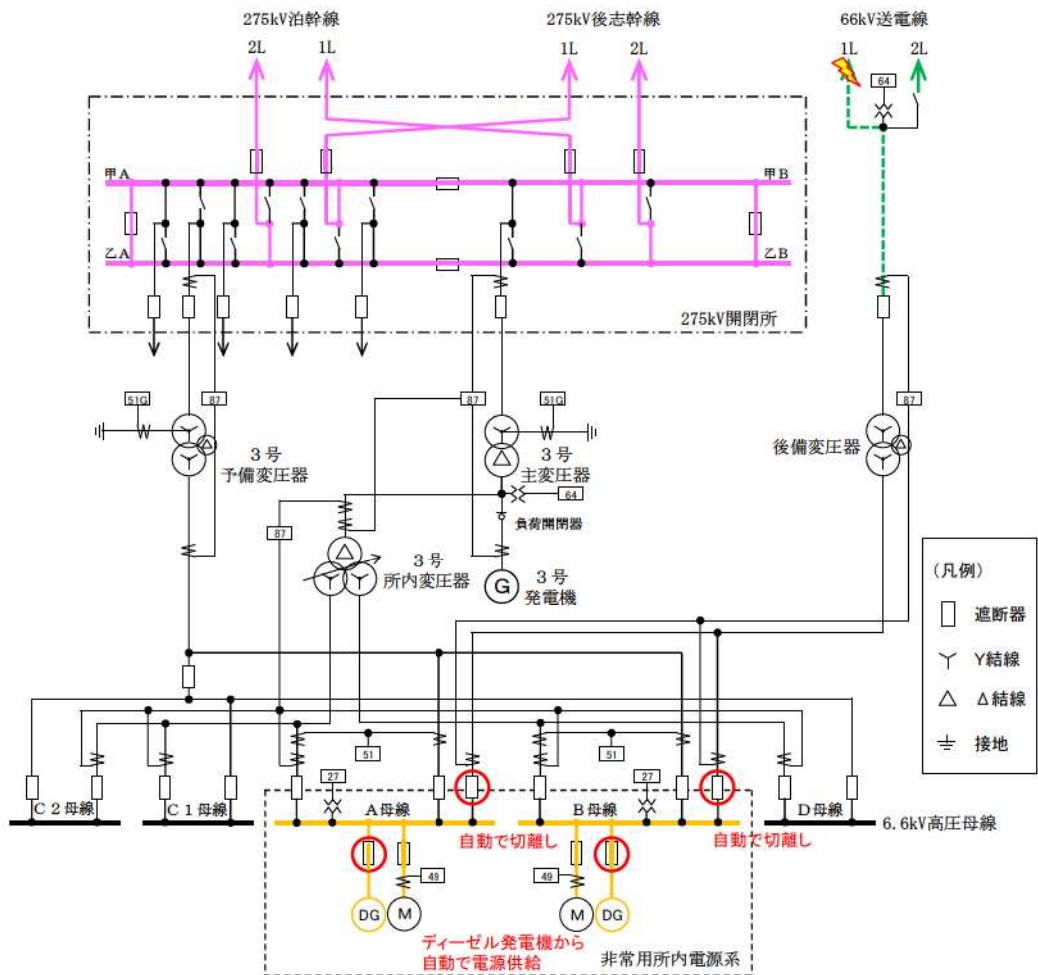 275kV泊幹線
275kV後志幹線
66kV送電線
2L
1L
1L
2L
1L
2L
64
甲A
甲B
乙A
乙B
275kV開閉所
51G
87
87
51G
87
3号
予備変圧器
3号
主変圧器
後備変圧器
64
負荷開閉器
87
3号
所内変圧器
G
3号
発電機
(凡例)
遮断器
Y結線
Δ結線
接地
51
51
27
27
C2母線
C1母線
A母線
B母線
D母線
6.6kV高圧母線
自動で切離し
自動で切離し
49
49
DG
M
M
DG
ディーゼル発電機から
自動で電源供給
非常用所内電源系